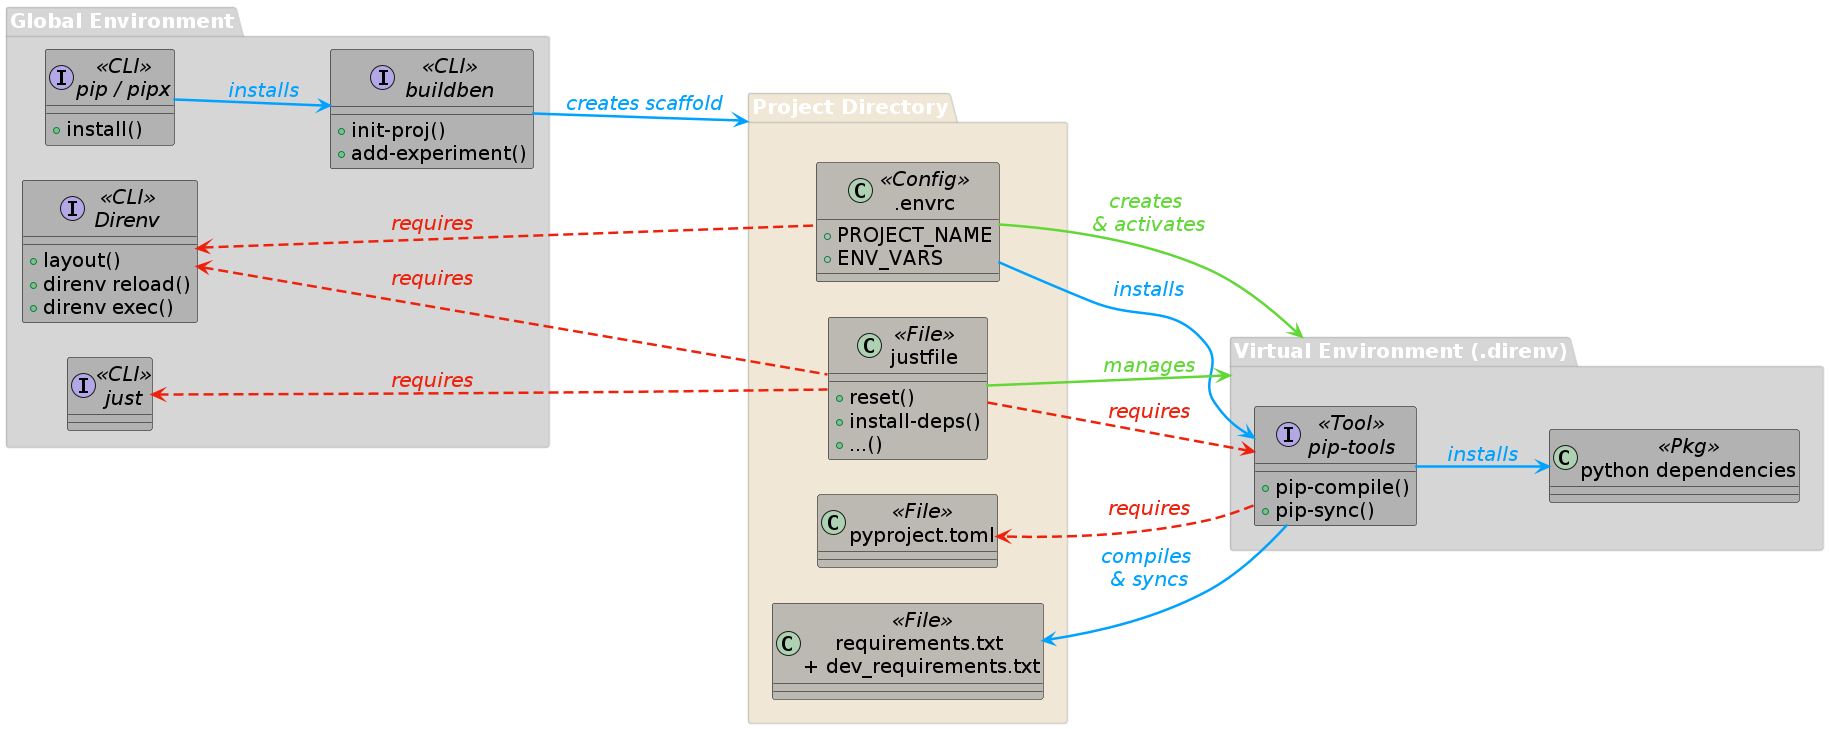 Global Environment
I
«CLI»
pip / pipx
install()
installs
I
«CLI»
buildben
init-proj()
add-experiment()
creates scaffold
I
«CLI»
Direnv
layout()
direnv reload()
direnv exec()
requires
requires
I
«CLI»
just
requires
Project Directory
C
«Config»
.envrc
PROJECT_NAME
ENV_VARS
C
«File»
justfile
reset()
install-deps()
...()
C
«File»
pyproject.toml
C
«File»
requirements.txt
+ dev_requirements.txt
creates
& activates
installs
manages
requires
requires
compiles
& syncs
Virtual Environment (.direnv)
I
«Tool»
pip-tools
pip-compile()
pip-sync()
installs
C
«Pkg»
python dependencies